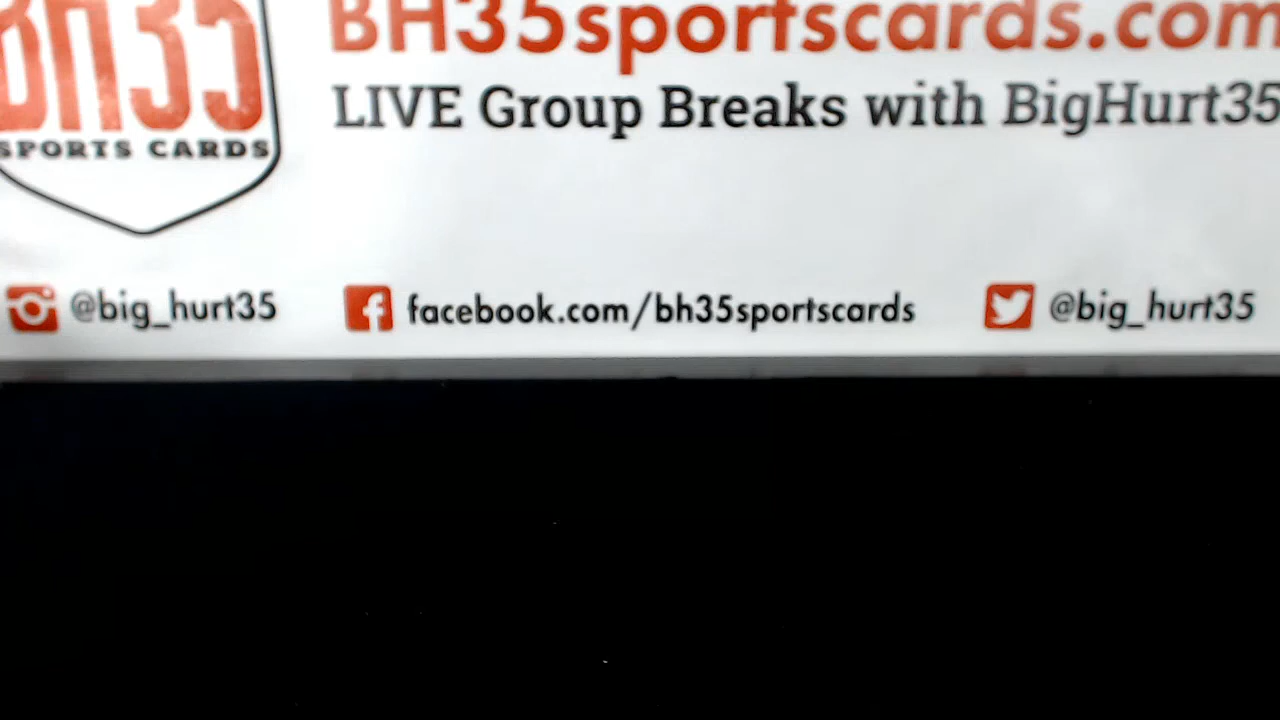 BH35
SPORTS CARDS
BH35sportscards.com
LIVE Group Breaks with BigHurt35
@big_hurt35
facebook.com/bh35sportscards
@big_hurt35